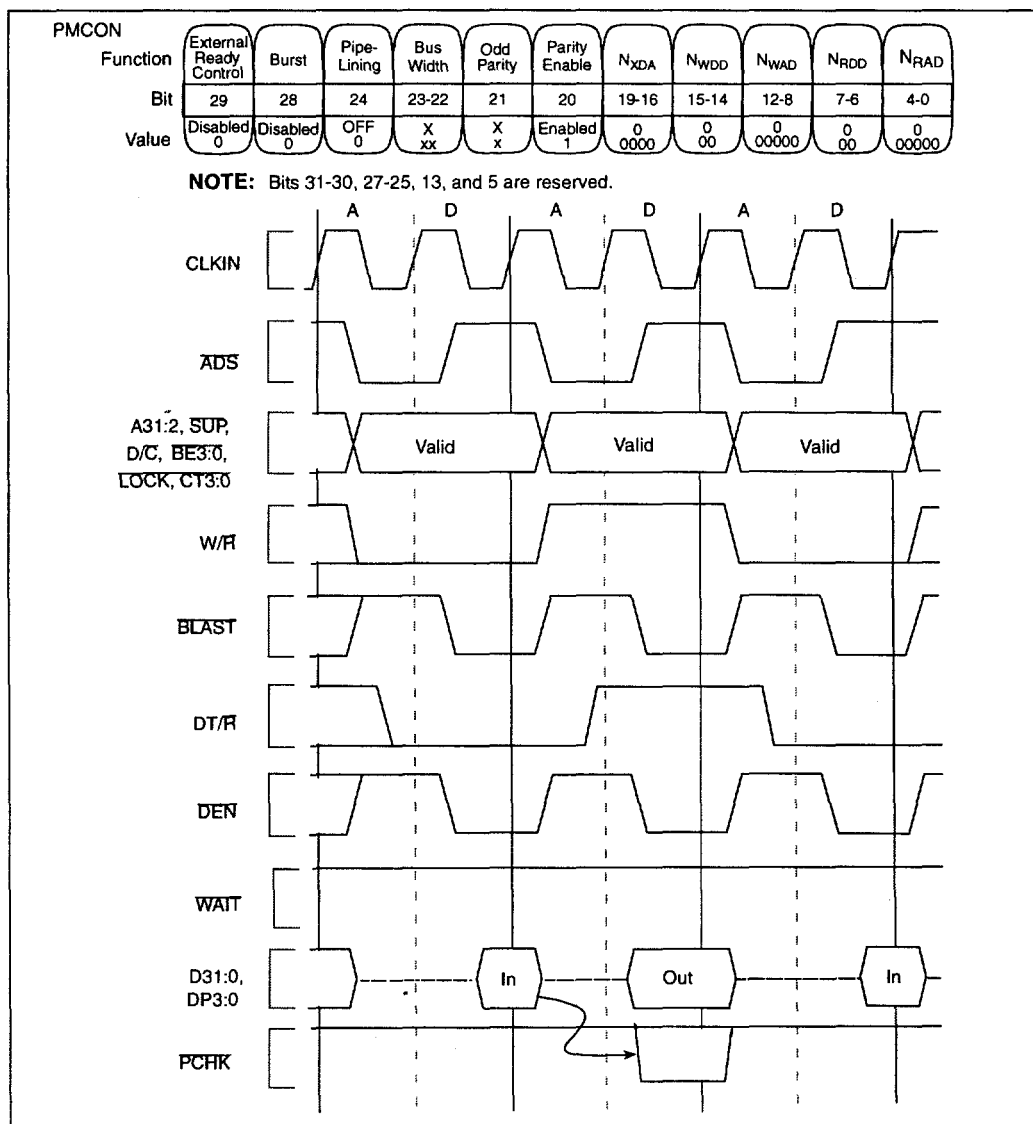 PMCON
Function External Ready Control Burst Pipe-Lining Bus Width Odd Parity Parity Enable NXDA NWDD NWAD NRDD NRAD
Bit 29 28 24 23-22 21 20 19-16 15-14 12-8 7-6 4-0
Value Disabled 0 Disabled 0 OFF 0 X xx X x Enabled 1 0 0000 0 00 0 00000 0 00 0 00000
NOTE: Bits 31-30, 27-25, 13, and 5 are reserved.
A D A D A D
CLKIN
ADS
A31:2, SUP,
D/C, BE3:0,
LOCK, CT3:0
Valid Valid Valid
W/R
BLAST
DT/R
DEN
WAIT
D31:0,
DP3:0
In Out In
PCHK